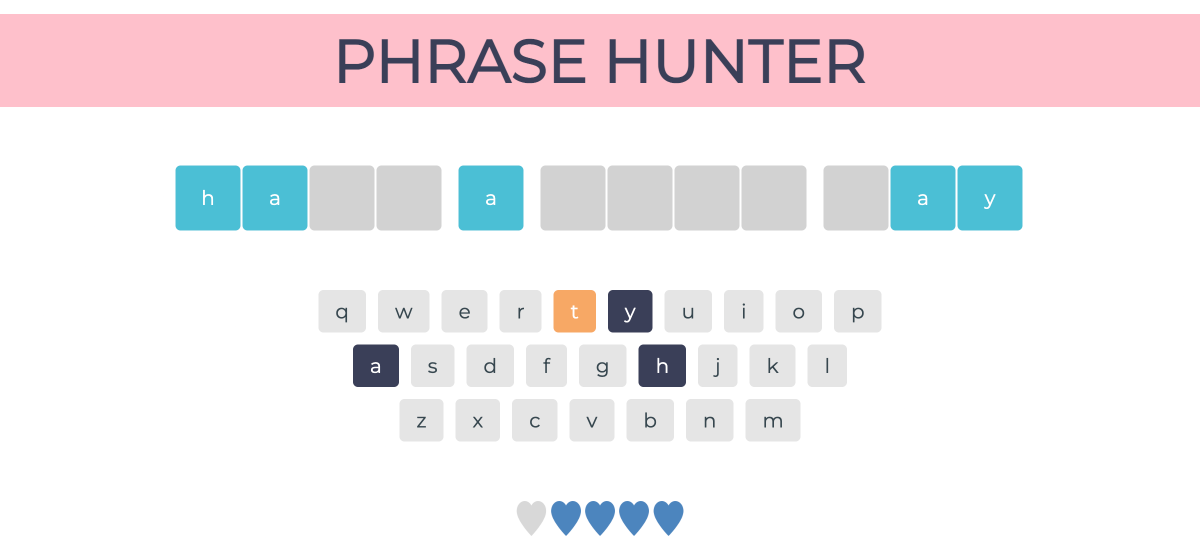 PHRASE HUNTER
h a a a y
q w e r t y u i o p
a s d f g h j k l
z x c v b n m